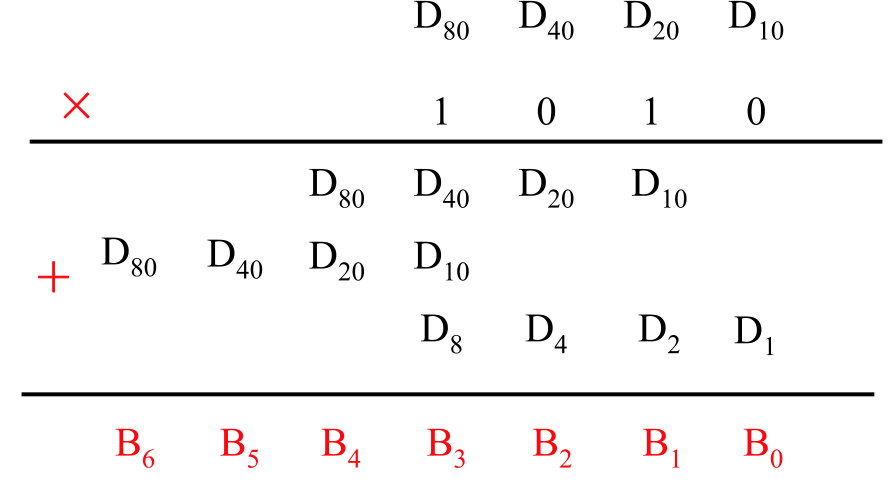 D₈₀ D₄₀ D₂₀ D₁₀
× 1 0 1 0
D₈₀ D₄₀ D₂₀ D₁₀
+ D₈₀ D₄₀ D₂₀ D₁₀
D₈ D₄ D₂ D₁
B₆ B₅ B₄ B₃ B₂ B₁ B₀